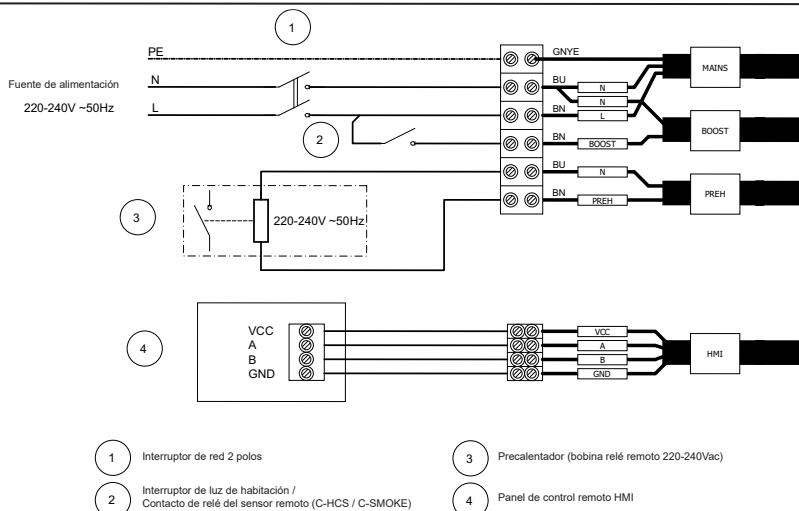 1
PE
GNYE
MAINS
Fuente de alimentación
220-240V ~50Hz
N
BU
N
N
L
BN
L
2
BOOST
BN
BOOST
BU
N
3
220-240V ~50Hz
BN
PREH
PREH
4
VCC
A
B
GND
VCC
A
B
GND
HMI
1 Interruptor de red 2 polos
2 Interruptor de luz de habitación /
Contacto de relé del sensor remoto (C-HCS / C-SMOKE)
3 Precalentador (bobina relé remoto 220-240Vac)
4 Panel de control remoto HMI